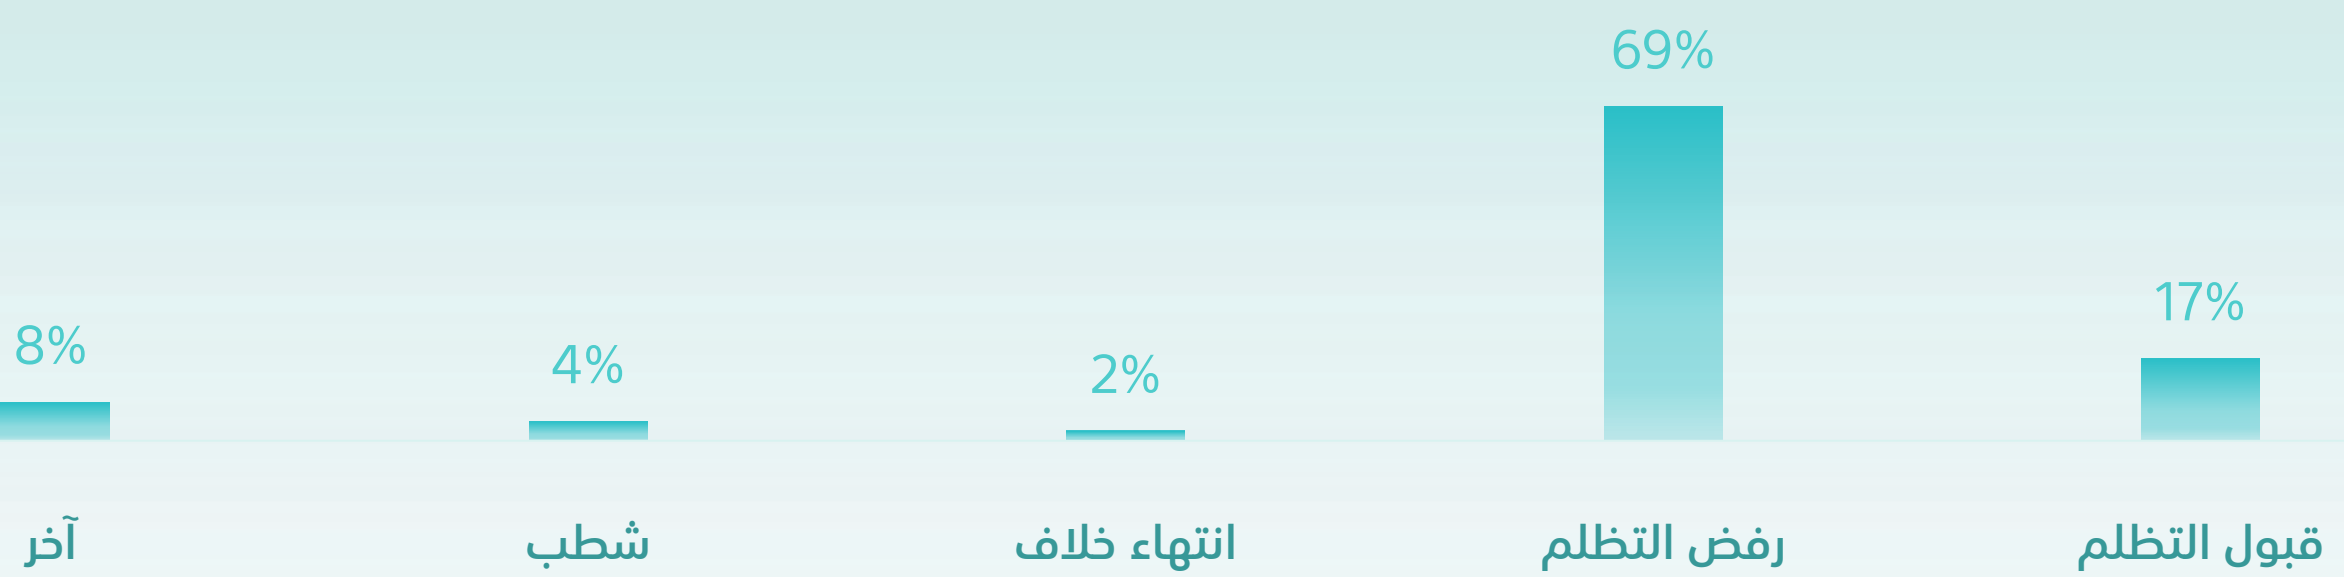 17%
69%
2%
4%
8%
قبول التظلم
رفض التظلم
انتهاء خلاف
شطب
آخر